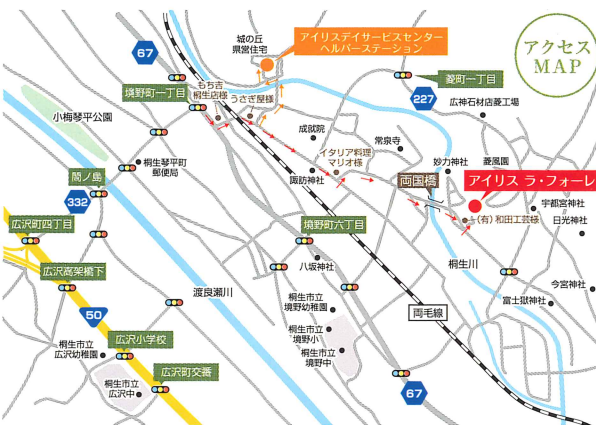 アクセス
MAP
アイリスデイサービスセンター
ヘルパーステーション
城の丘
県営住宅
67
もち吉
桐生店様
うさぎ屋様
境野町一丁目
菱町一丁目
227
広神石材店菱工場
小梅琴平公園
桐生琴平町
郵便局
成就院
常泉寺
イタリア料理
マリオ様
諏訪神社
妙力神社
菱風園
両国橋
アイリス ラ・フォーレ
(有)和田工芸様
宇都宮神社
日光神社
間ノ島
332
広沢町四丁目
境野町六丁目
八坂神社
桐生川
広沢高架橋下
渡良瀬川
桐生市立
境野幼稚園
今宮神社
富士嶽神社
両毛線
50
桐生市立
境野小
桐生市立
境野中
広沢小学校
桐生市立
広沢幼稚園
広沢町交番
桐生市立
広沢中
67